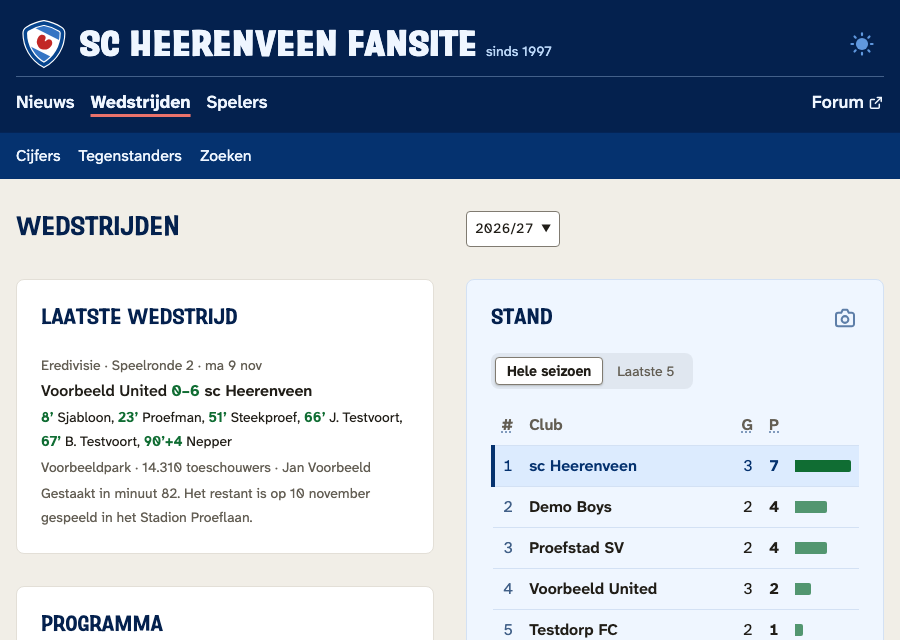 SC HEERENVEEN FANSITE sinds 1997
Nieuws Wedstrijden Spelers Forum
Cijfers Tegenstanders Zoeken
WEDSTRIJDEN
2026/27 ▼
LAATSTE WEDSTRIJD
Eredivisie · Speelronde 2 · ma 9 nov
Voorbeeld United 0–6 sc Heerenveen
8’ Sjabloon, 23’ Proefman, 51’ Steekproef, 66’ J. Testvoort,
67’ B. Testvoort, 90’+4 Nepper
Voorbeeldpark · 14.310 toeschouwers · Jan Voorbeeld
Gestaakt in minuut 82. Het restant is op 10 november
gespeeld in het Stadion Proeflaan.
PROGRAMMA
STAND
Hele seizoen Laatste 5
# Club G P
1 sc Heerenveen 3 7
2 Demo Boys 2 4
3 Proefstad SV 2 4
4 Voorbeeld United 3 2
5 Testdorp FC 2 1